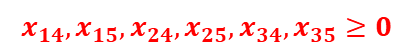 x₁₄, x₁₅, x₂₄, x₂₅, x₃₄, x₃₅ ≥ 0